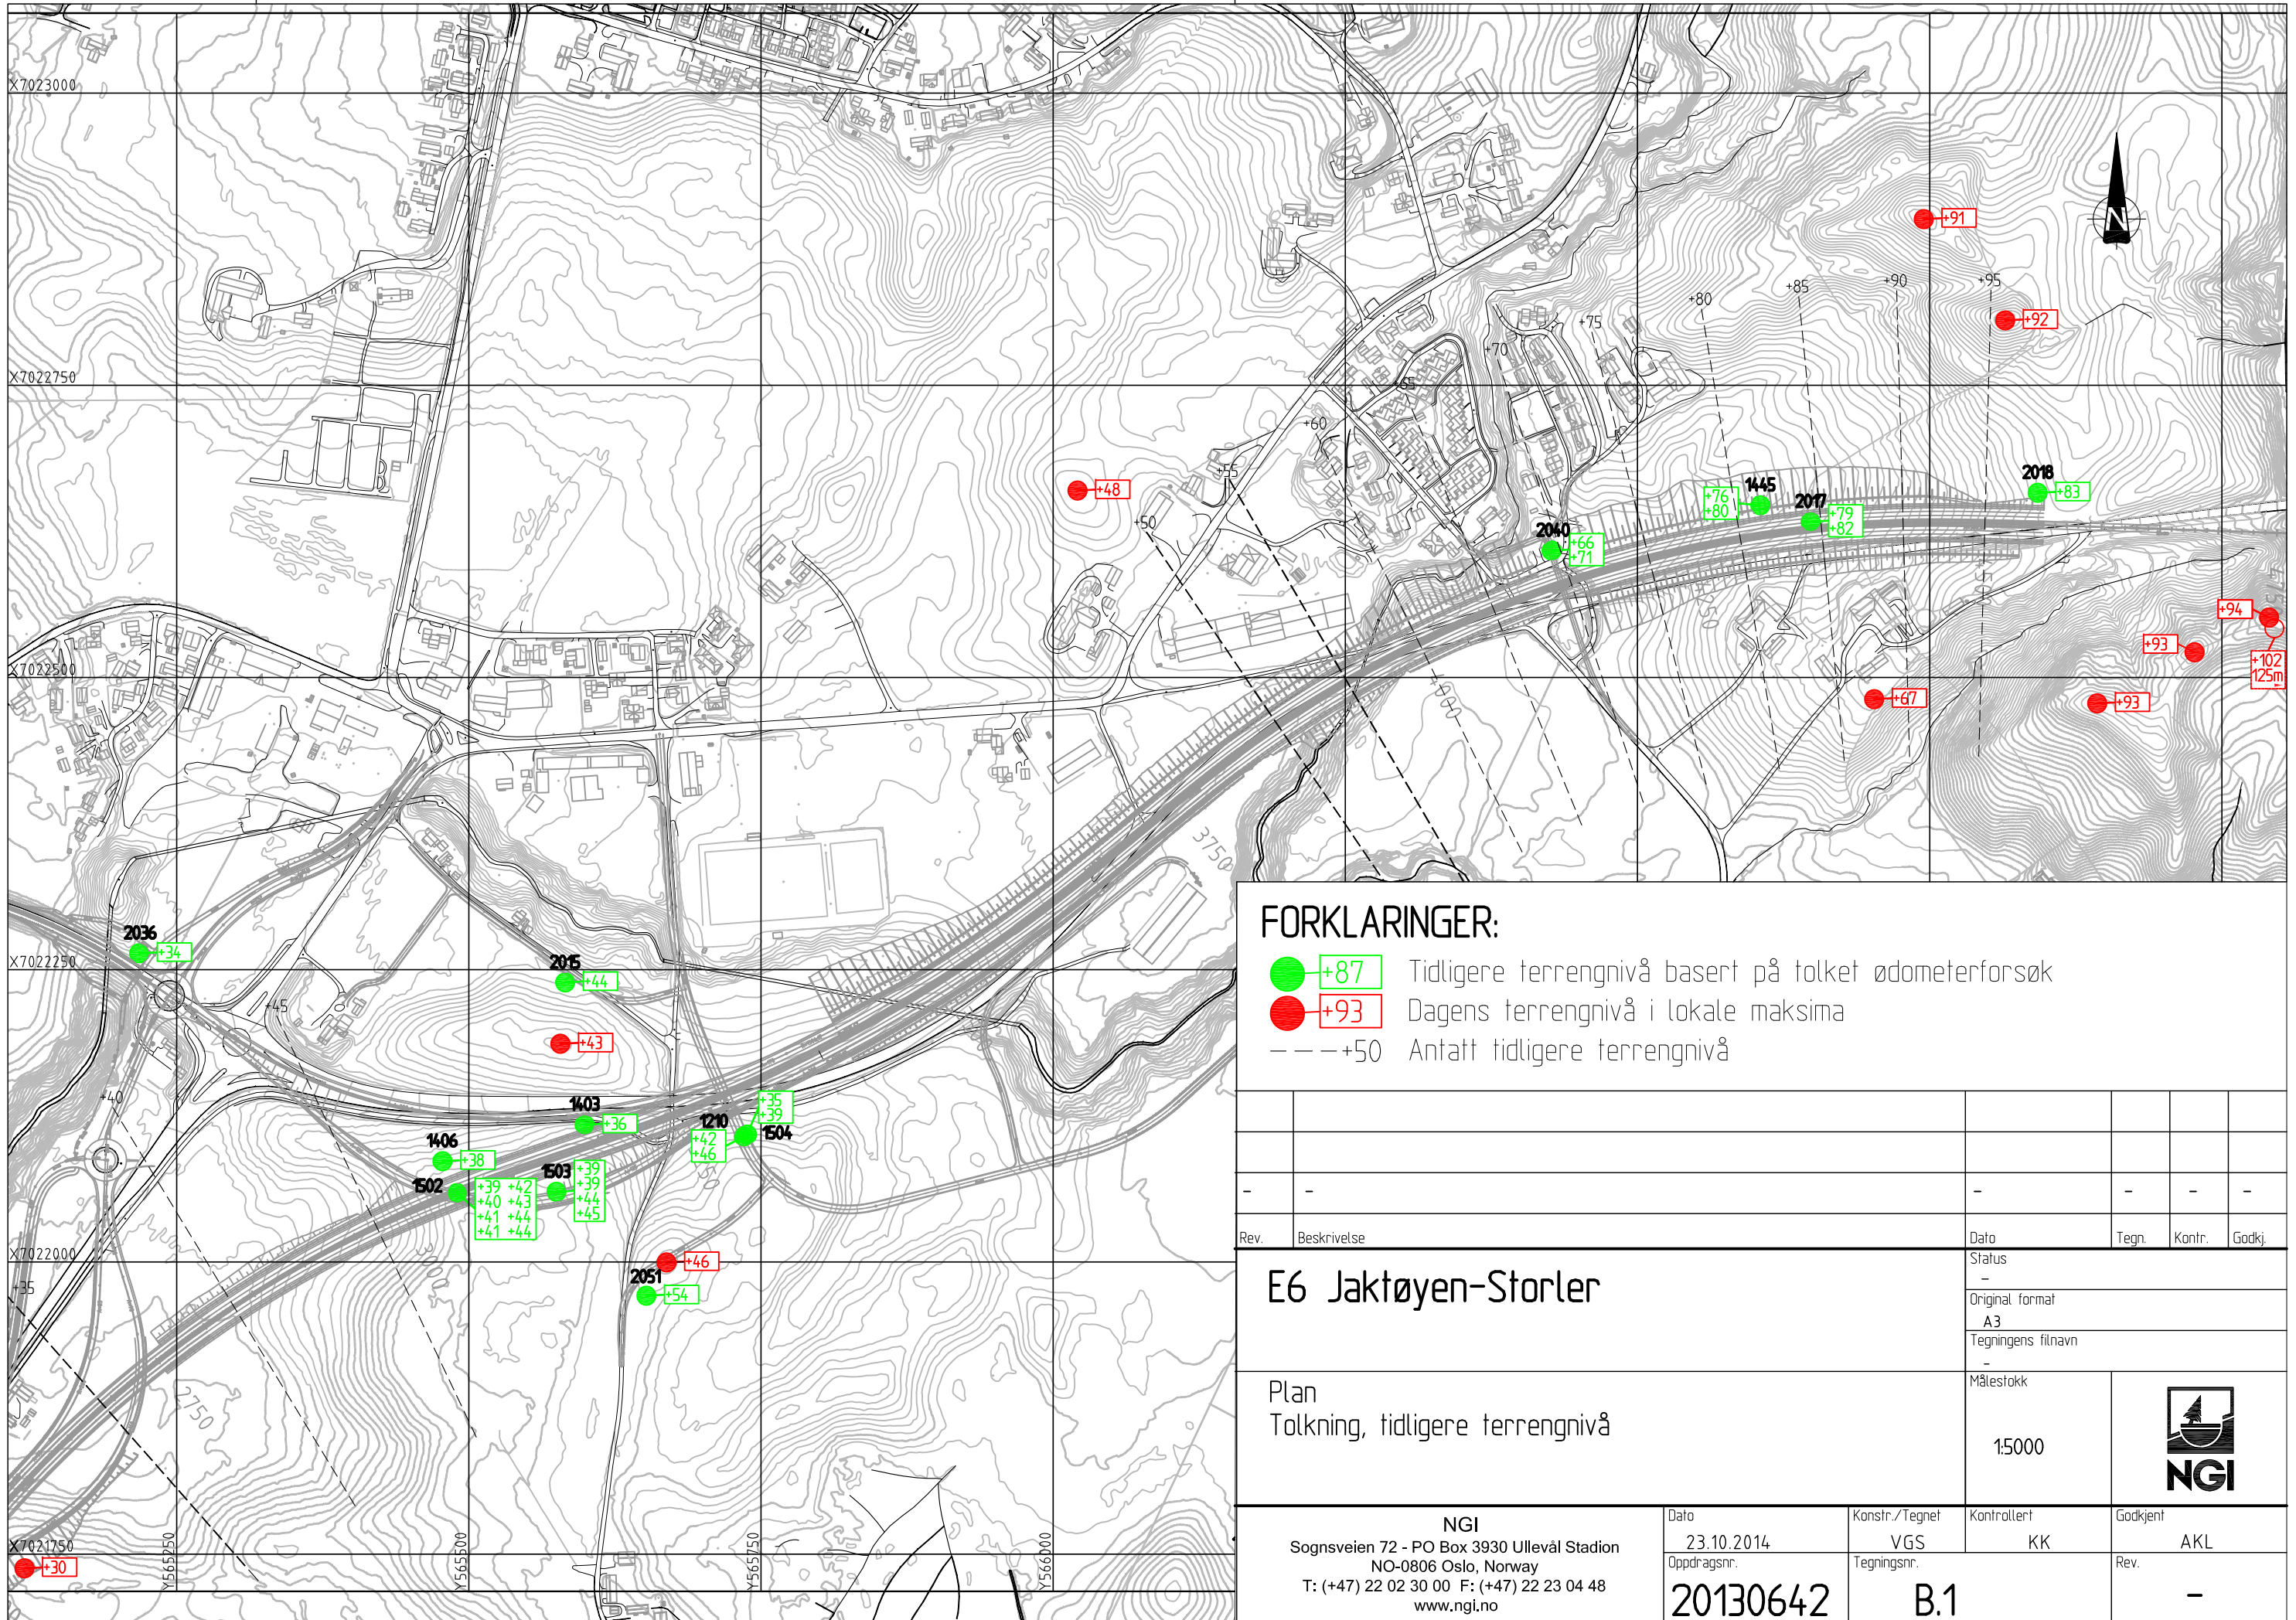 X7023000
+91
+95
+90
+85
+80
+92
+75
+70
X7022750
+65
+60
+55
2018
+83
+48
1445
+76
+80
2017
+79
+82
+50
2040
+66
+71
+94
+93
+102
125m
X7022500
+67
+93
3750
2036
+34
X7022250
2015
+44
+45
+43
+40
1403
+36
+35
+39
1210
1504
+42
+46
1406
+38
1503
+39
+39
+44
+45
1502
+39 +42
+40 +43
+41 +44
+41 +44
X7022000
+46
2051
+54
+35
2750
X7021750
+30
Y565250
Y565500
Y565750
Y566000
FORKLARINGER:
+87 Tidligere terrengnivå basert på tolket ødometerforsøk
+93 Dagens terrengnivå i lokale maksima
----+50 Antatt tidligere terrengnivå
- - - - - -
Rev. Beskrivelse Dato Tegn. Kontr. Godkj.
E6 Jaktøyen-Storler
Status
-
Original format
A3
Tegningens filnavn
-
Plan
Tolkning, tidligere terrengnivå
Målestokk
1:5000
NGI
NGI
Sognsveien 72 - PO Box 3930 Ullevål Stadion
NO-0806 Oslo, Norway
T: (+47) 22 02 30 00 F: (+47) 22 23 04 48
www.ngi.no
Dato
23.10.2014
Konstr./Tegnet
VGS
Kontrollert
KK
Godkjent
AKL
Oppdragsnr.
20130642
Tegningsnr.
B.1
Rev.
-
N